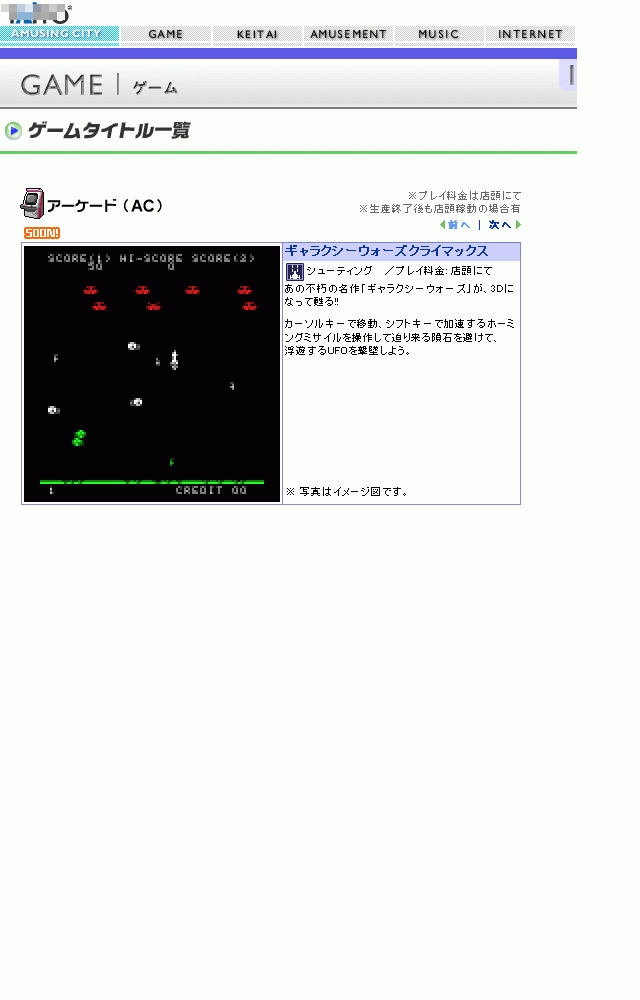 AMUSING CITY
GAME
KEITAI
AMUSEMENT
MUSIC
INTERNET
GAME | ゲーム
ゲームタイトル一覧
アーケード（AC）
※プレイ料金は店頭にて
※生産終了後も店頭稼動の場合有
前へ | 次へ
SOON!
SCORE(1) HI-SCORE SCORE(2)
50 0
1 CREDIT 00
ギャラクシーウォーズクライマックス
シューティング ／プレイ料金: 店頭にて
あの不朽の名作「ギャラクシーウォーズ」が、3Dに
なって甦る!!
カーソルキーで移動、シフトキーで加速するホーミ
ングミサイルを操作して迫り来る隕石を避けて、
浮遊するUFOを撃墜しよう。
※ 写真はイメージ図です。